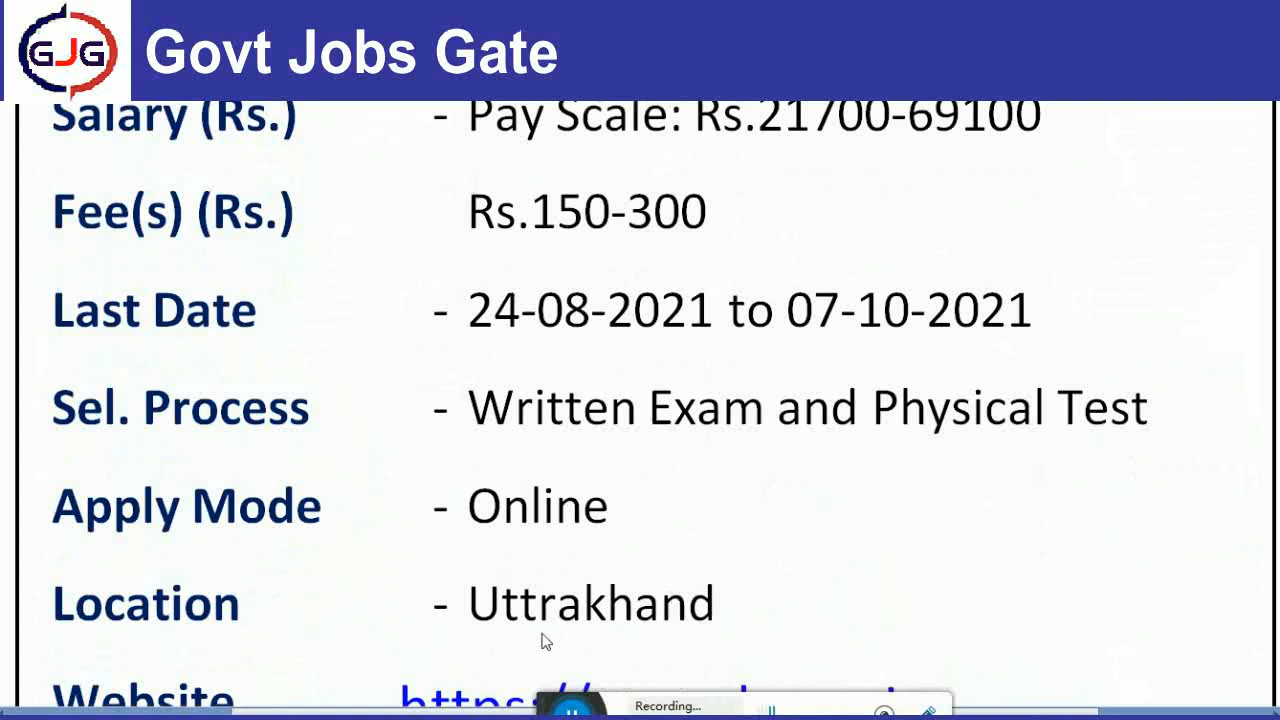 GJG Govt Jobs Gate
Salary (Rs.) - Pay Scale: Rs.21700-69100
Fee(s) (Rs.) Rs.150-300
Last Date - 24-08-2021 to 07-10-2021
Sel. Process - Written Exam and Physical Test
Apply Mode - Online
Location - Uttrakhand
Website https://
Recording...